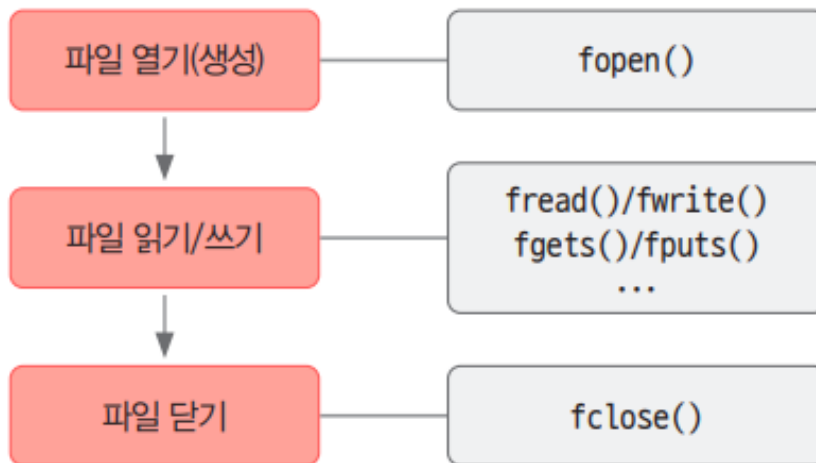 파일 열기(생성)
fopen()
파일 읽기/쓰기
fread()/fwrite()
fgets()/fputs()
...
파일 닫기
fclose()